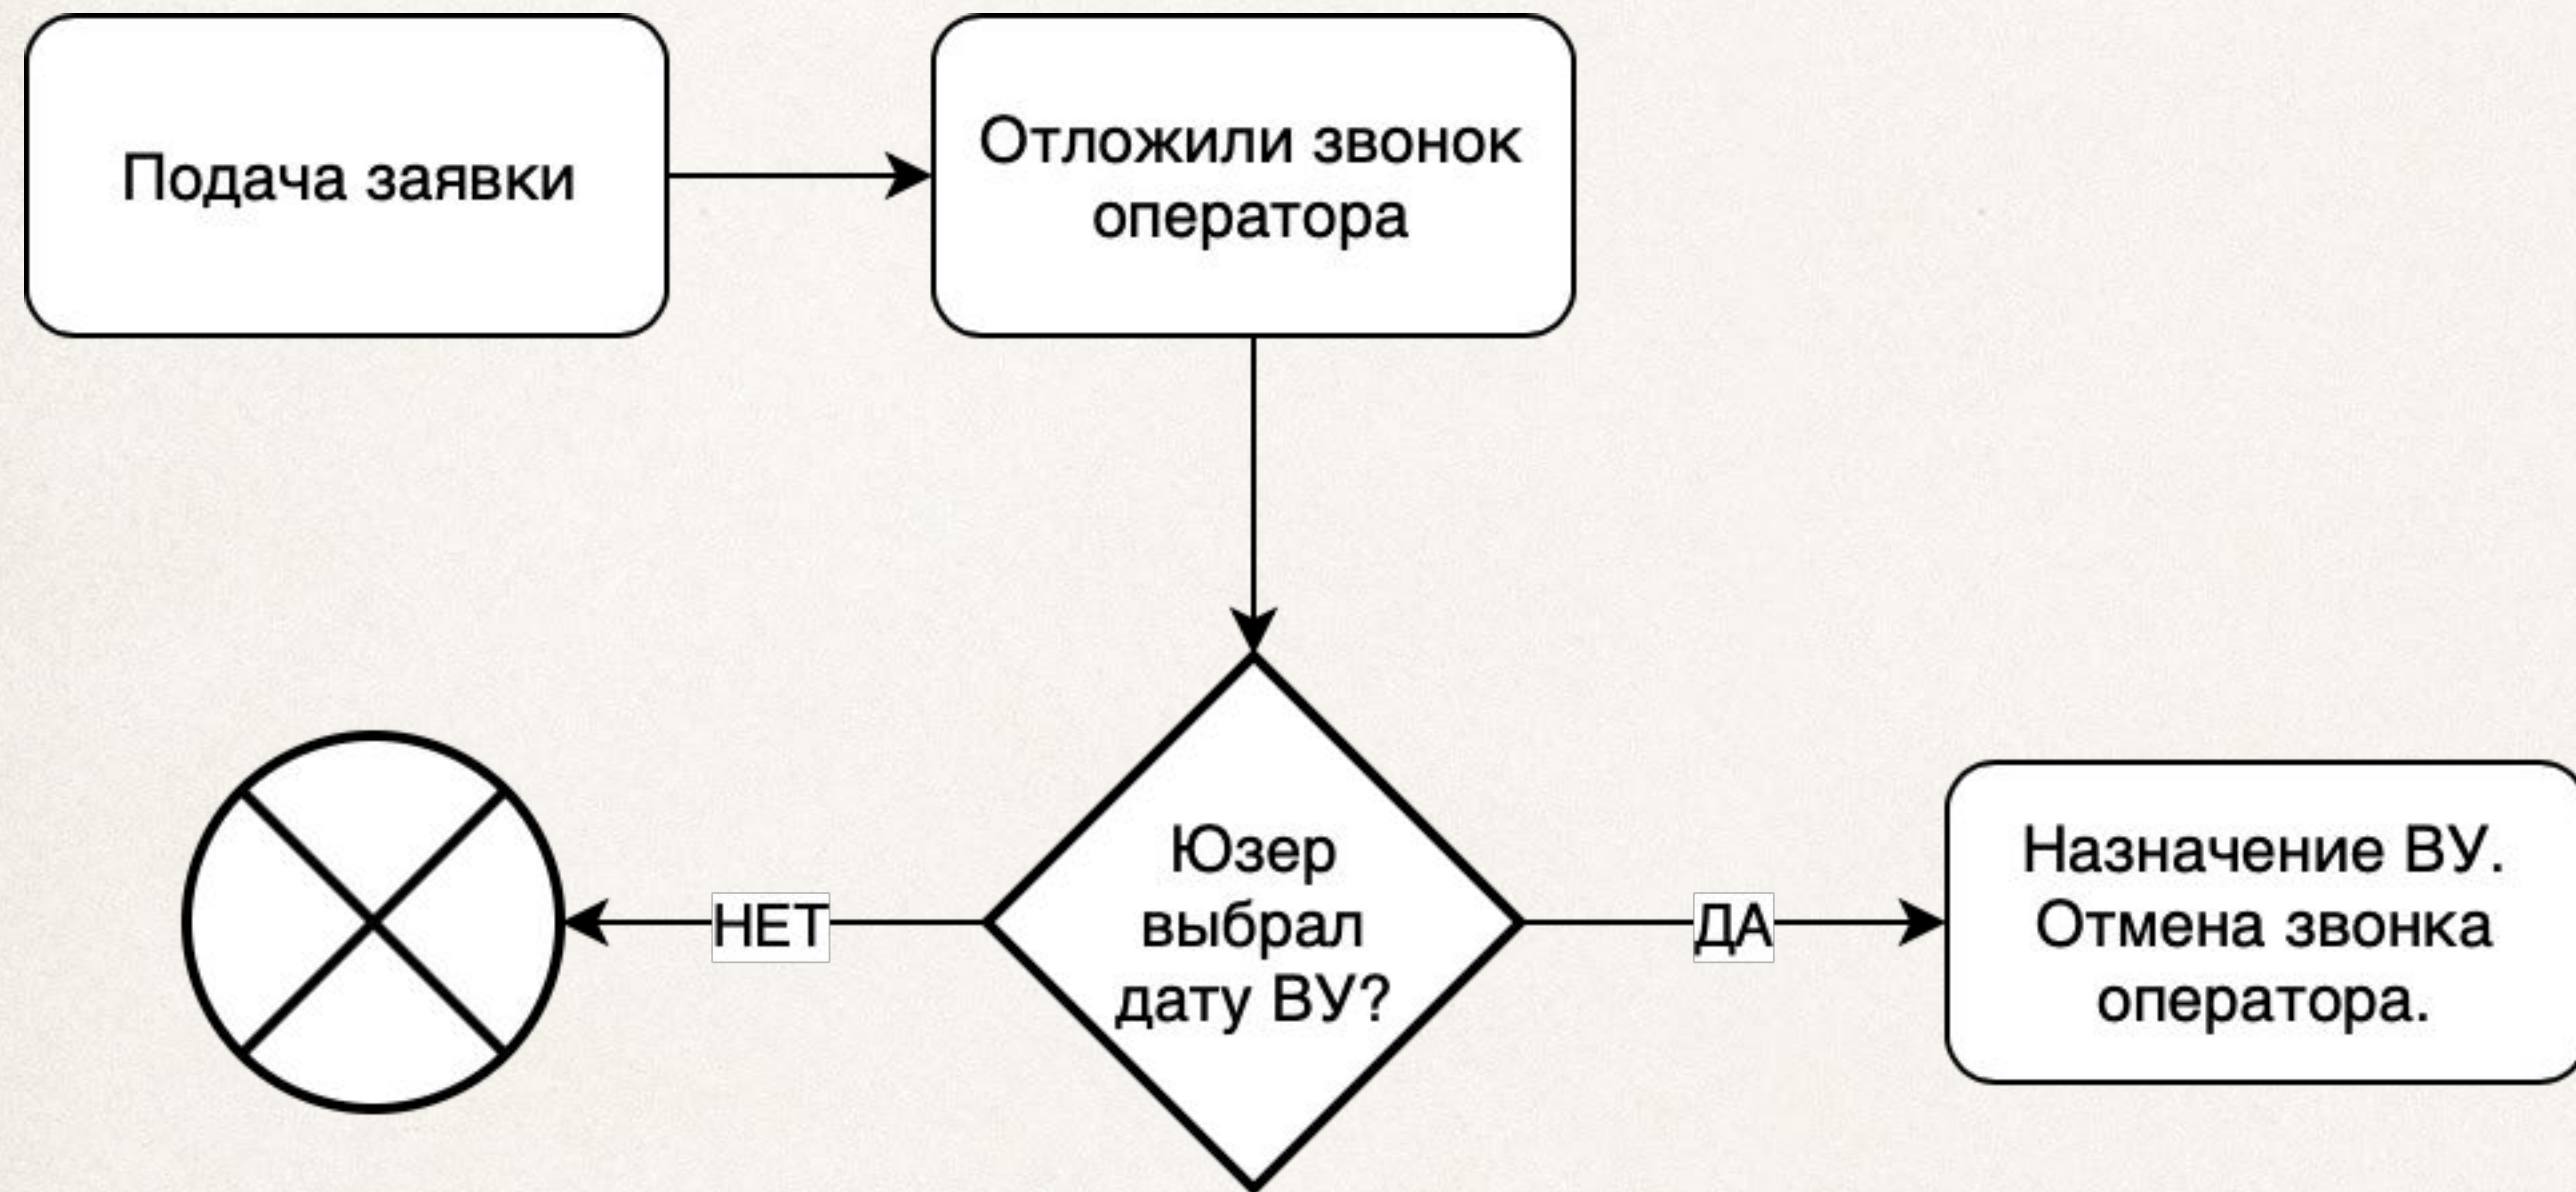 Подача заявки
Отложили звонок
оператора
Юзер
выбрал
дату ВУ?
НЕТ
ДА
Назначение ВУ.
Отмена звонка
оператора.